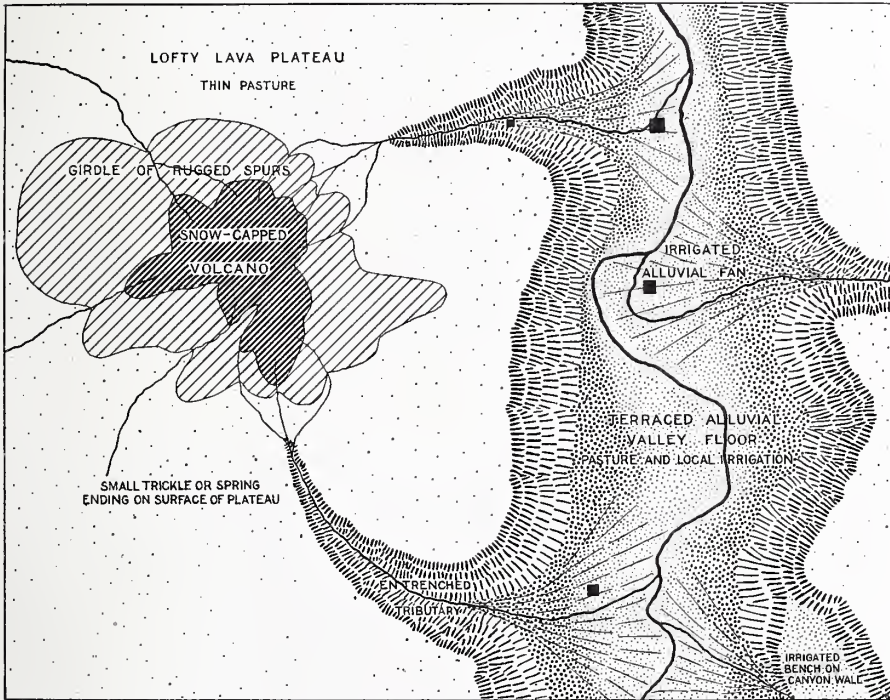 LOFTY LAVA PLATEAU
THIN PASTURE
GIRDLE OF RUGGED SPURS
SNOW-CAPPED
VOLCANO
IRRIGATED
ALLUVIAL FAN
TERRACED ALLUVIAL
VALLEY FLOOR
PASTURE AND LOCAL IRRIGATION
SMALL TRICKLE OR SPRING
ENDING ON SURFACE OF PLATEAU
ENTRENCHED
TRIBUTARY
IRRIGATED
BENCH ON
CANYON WALL